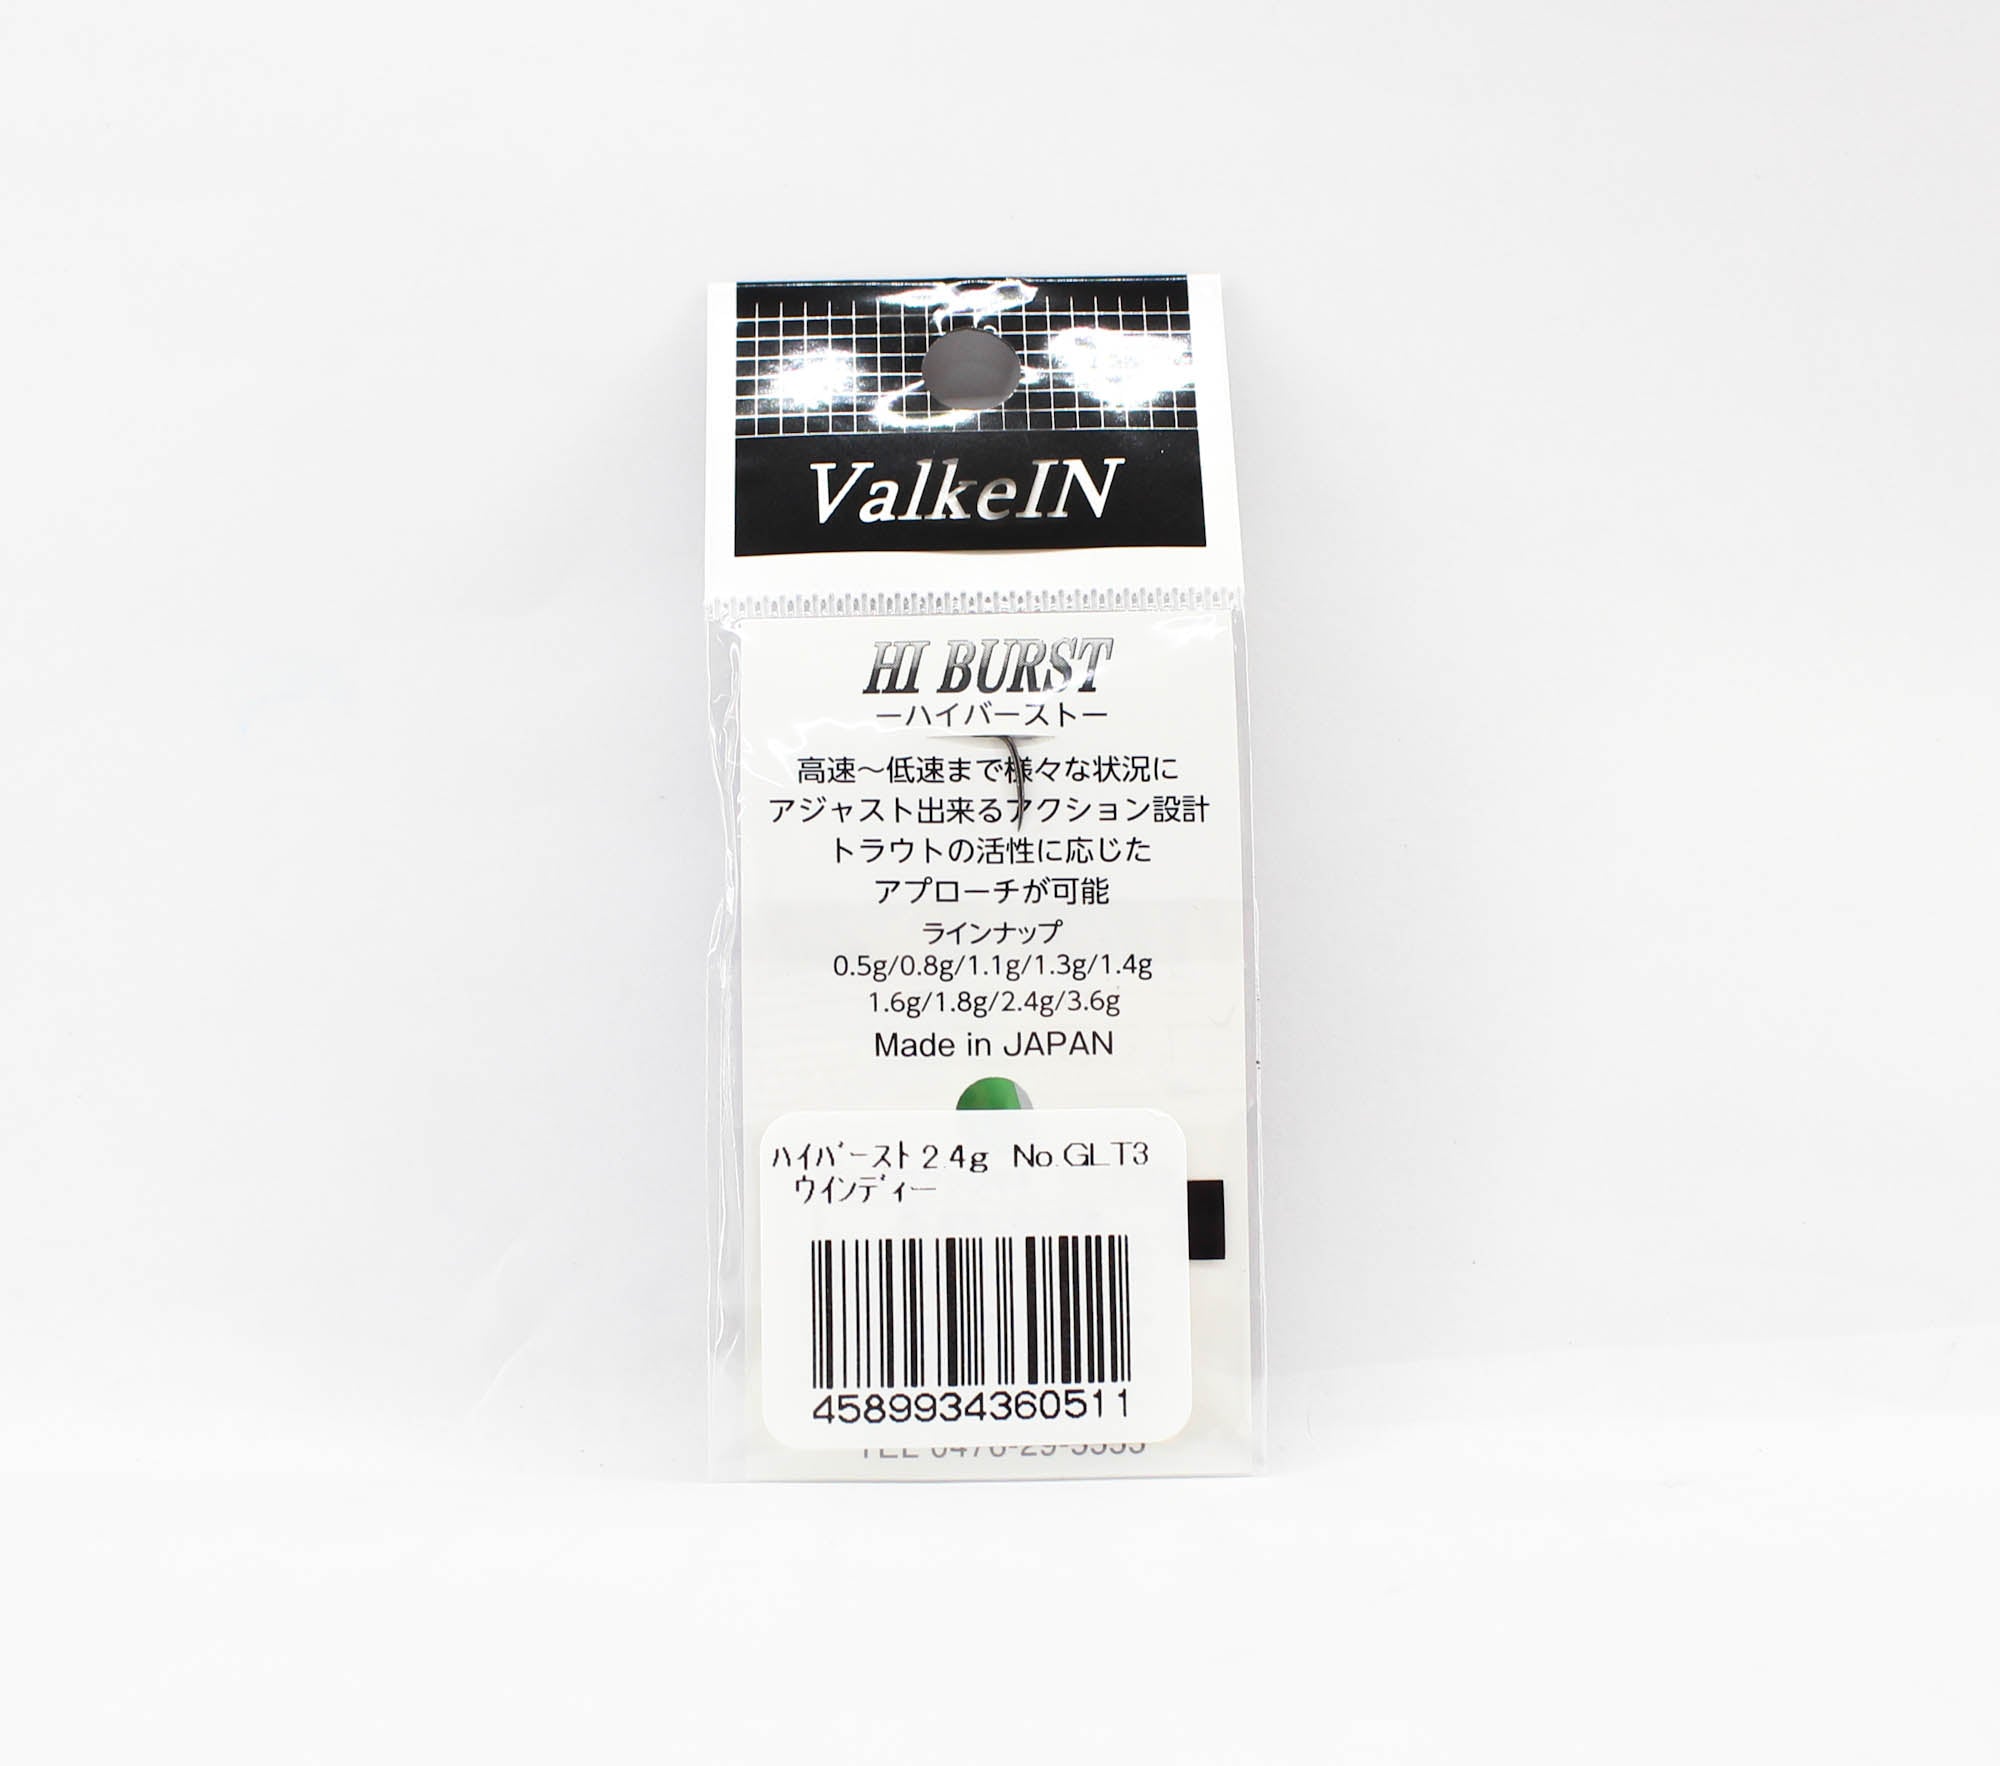 ValkeIN
HI BURST
ーハイバーストー
高速～低速まで様々な状況に
アジャスト出来るアクション設計
トラウトの活性に応じた
アプローチが可能
ラインナップ
0.5g/0.8g/1.1g/1.3g/1.4g
1.6g/1.8g/2.4g/3.6g
Made in JAPAN
ﾊｲﾊﾞｰｽﾄ2.4g No.GLT3
ｳｲﾝﾃﾞｨｰ
4589934360511
TEL 0476-29-